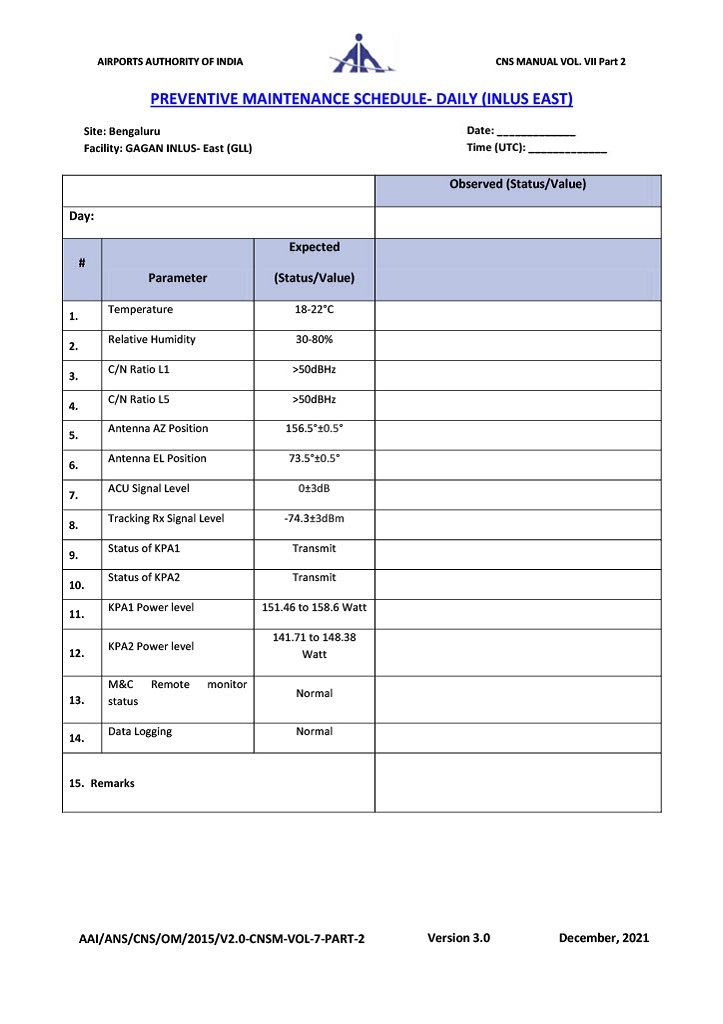 AIRPORTS AUTHORITY OF INDIA
CNS MANUAL VOL. VII Part 2
PREVENTIVE MAINTENANCE SCHEDULE- DAILY (INLUS EAST)
Site: Bengaluru
Date: _____________
Facility: GAGAN INLUS- East (GLL)
Time (UTC): _____________
Observed (Status/Value)
Day:
# Parameter Expected
(Status/Value)
1. Temperature 18-22°C
2. Relative Humidity 30-80%
3. C/N Ratio L1 >50dBHz
4. C/N Ratio L5 >50dBHz
5. Antenna AZ Position 156.5°±0.5°
6. Antenna EL Position 73.5°±0.5°
7. ACU Signal Level 0±3dB
8. Tracking Rx Signal Level -74.3±3dBm
9. Status of KPA1 Transmit
10. Status of KPA2 Transmit
11. KPA1 Power level 151.46 to 158.6 Watt
12. KPA2 Power level 141.71 to 148.38
Watt
13. M&C Remote monitor
status Normal
14. Data Logging Normal
15. Remarks
AAI/ANS/CNS/OM/2015/V2.0-CNSM-VOL-7-PART-2
Version 3.0
December, 2021